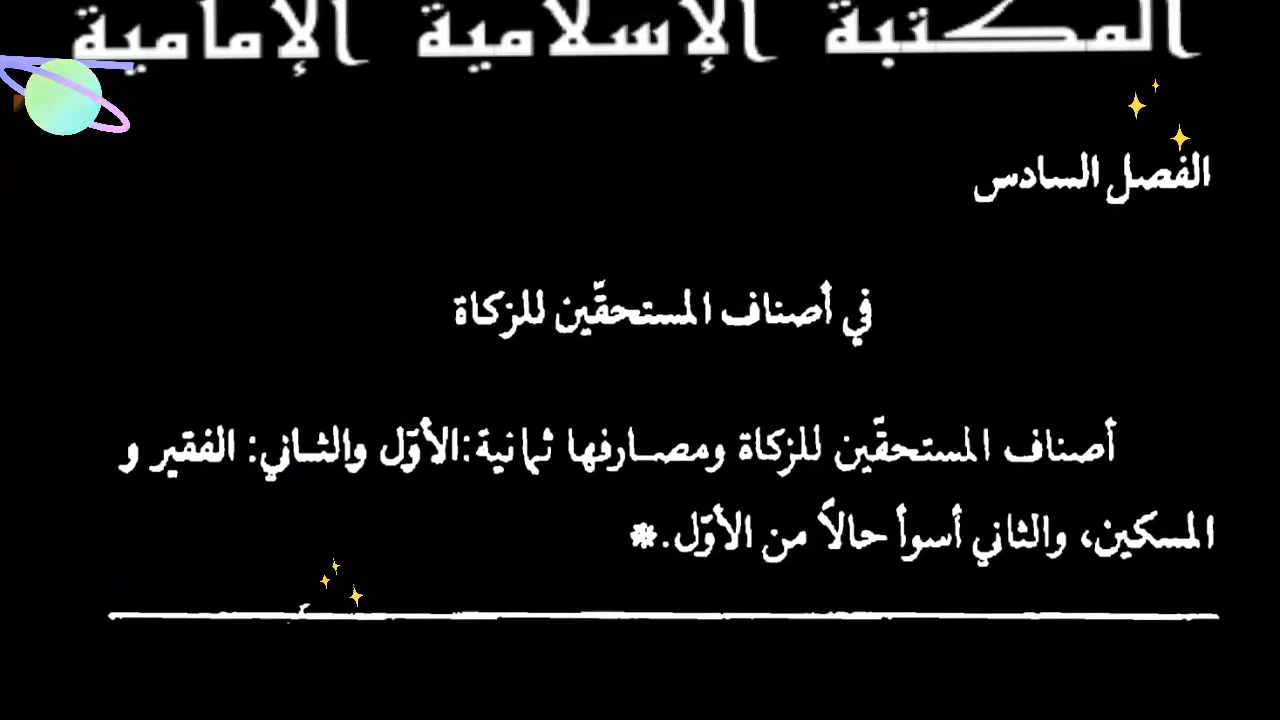 المكتبة الإسلامية الإمامية
الفصل السادس
في أصناف المستحقّين للزكاة
أصناف المستحقّين للزكاة ومصارفها ثمانية:الأوّل والثاني: الفقير و
المسكين، والثاني أسوأ حالاً من الأوّل.*